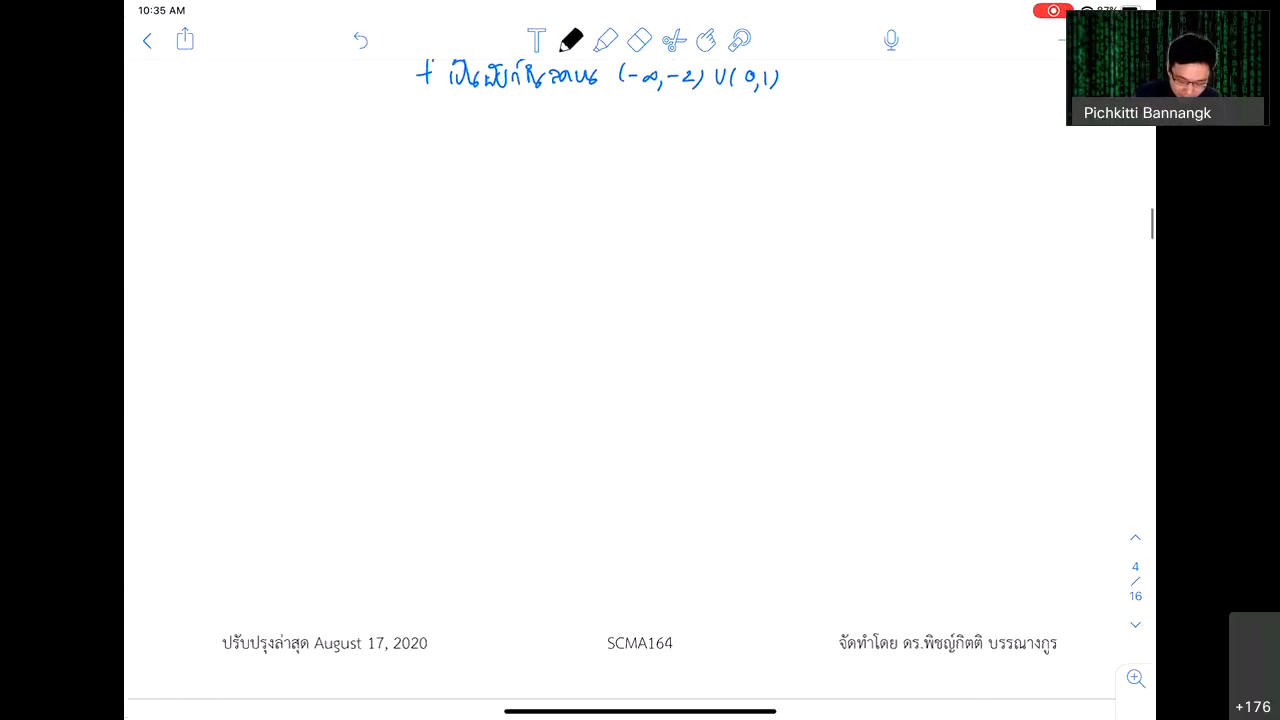 10:35 AM
87%
f เป็นฟังก์ชันลดบน (-∞,-2) ∪ (0,1)
Pichkitti Bannangk
4
/
16
ปรับปรุงล่าสุด August 17, 2020 SCMA164 จัดทำโดย ดร.พิชญ์กิตติ บรรณางกูร
+176